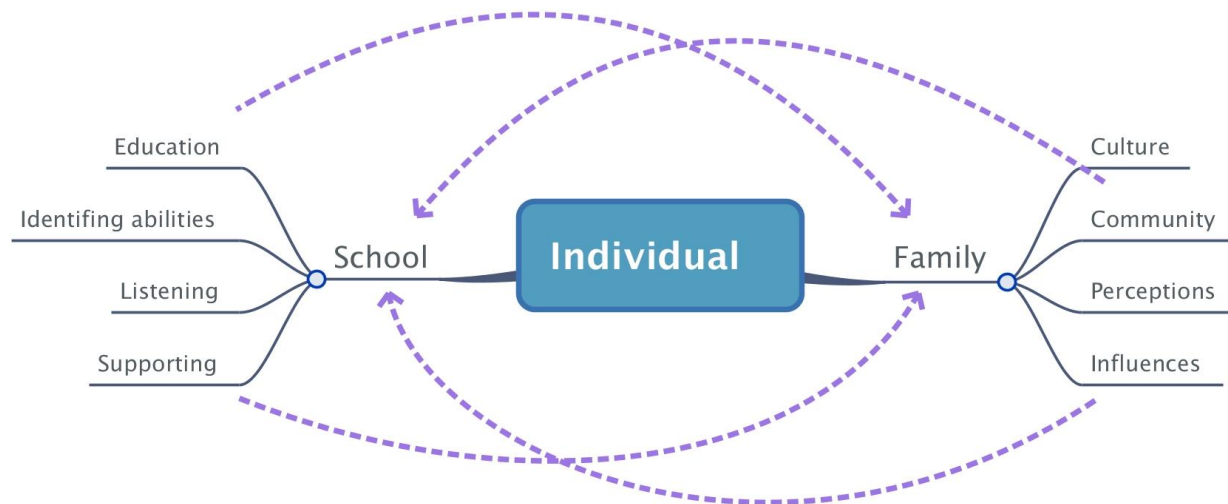 Education
Identifing abilities
Listening
Supporting
School
Individual
Family
Culture
Community
Perceptions
Influences